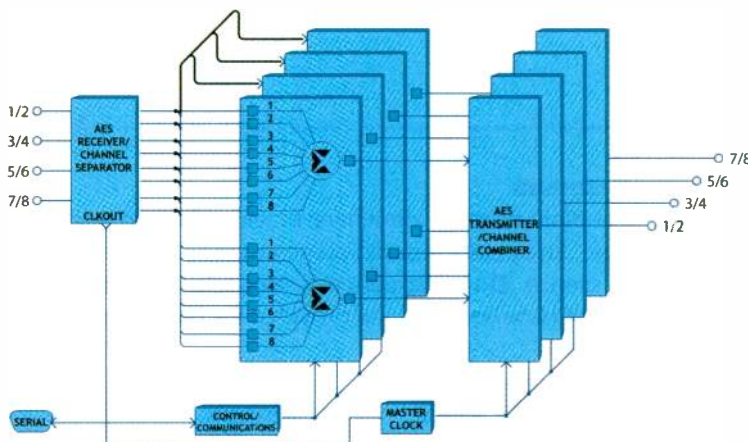 1/2
3/4
5/6
7/8
AES
RECEIVER/
CHANNEL
SEPARATOR
CLKOUT
1
2
3
4
5
6
7
8
1
2
3
4
5
6
7
8
AES
TRANSMITTER
/CHANNEL
COMBINER
7/8
5/6
3/4
1/2
SERIAL
CONTROL/
COMMUNICATIONS
MASTER
CLOCK